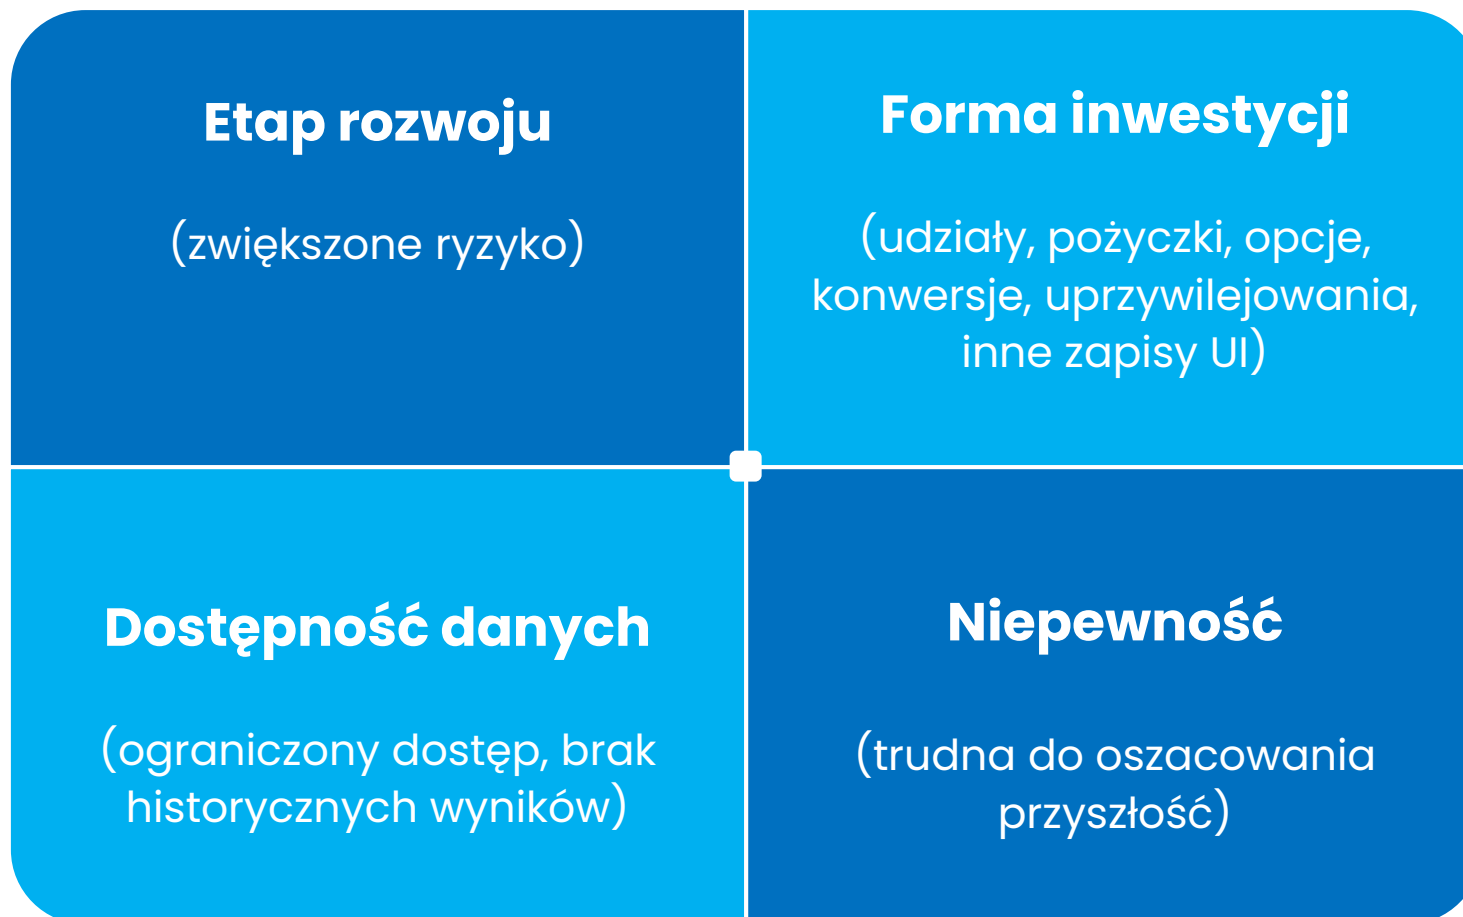 Etap rozwoju
(zwiększone ryzyko)
Forma inwestycji
(udziały, pożyczki, opcje,
konwersje, uprzywilejowania,
inne zapisy UI)
Dostępność danych
(ograniczony dostęp, brak
historycznych wyników)
Niepewność
(trudna do oszacowania
przyszłość)